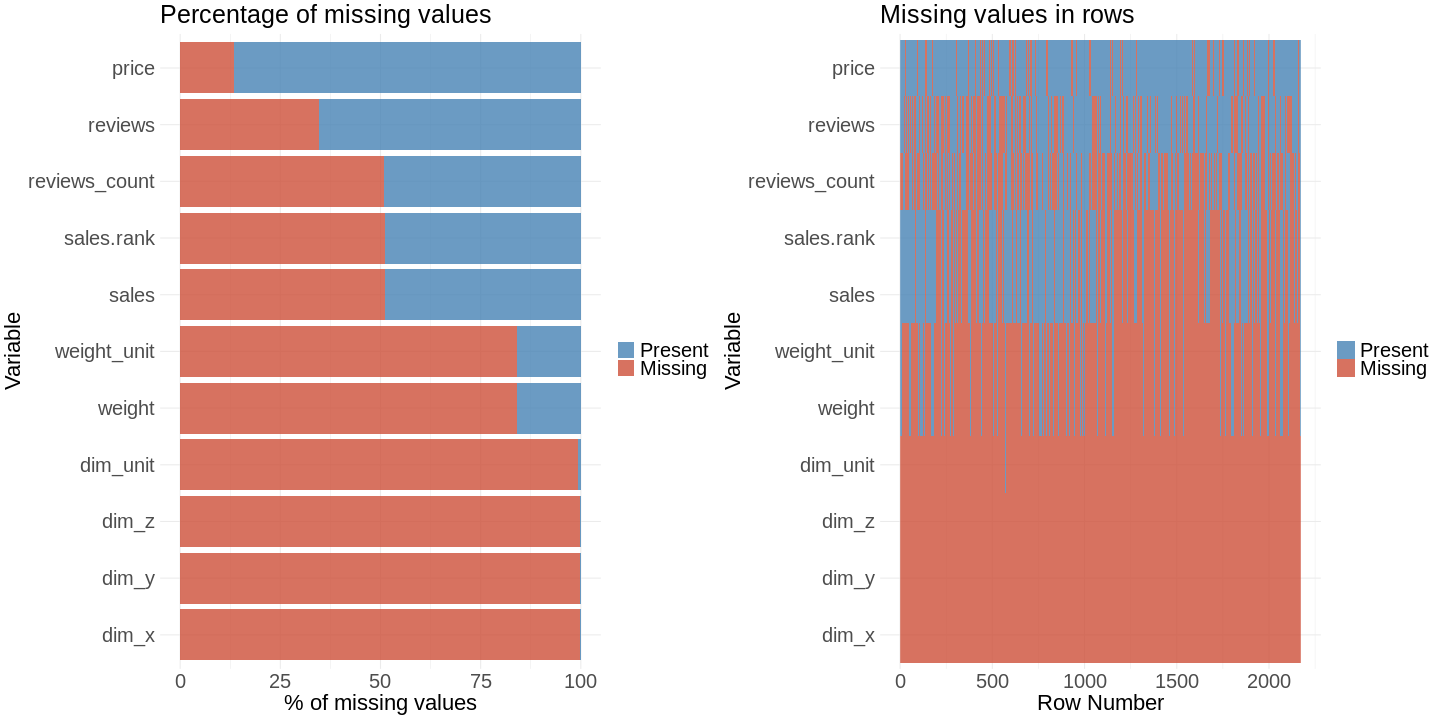 Percentage of missing values
Variable
price
reviews
reviews_count
sales.rank
sales
weight_unit
weight
dim_unit
dim_z
dim_y
dim_x
0 25 50 75 100
% of missing values
Present
Missing
Missing values in rows
Variable
price
reviews
reviews_count
sales.rank
sales
weight_unit
weight
dim_unit
dim_z
dim_y
dim_x
0 500 1000 1500 2000
Row Number
Present
Missing